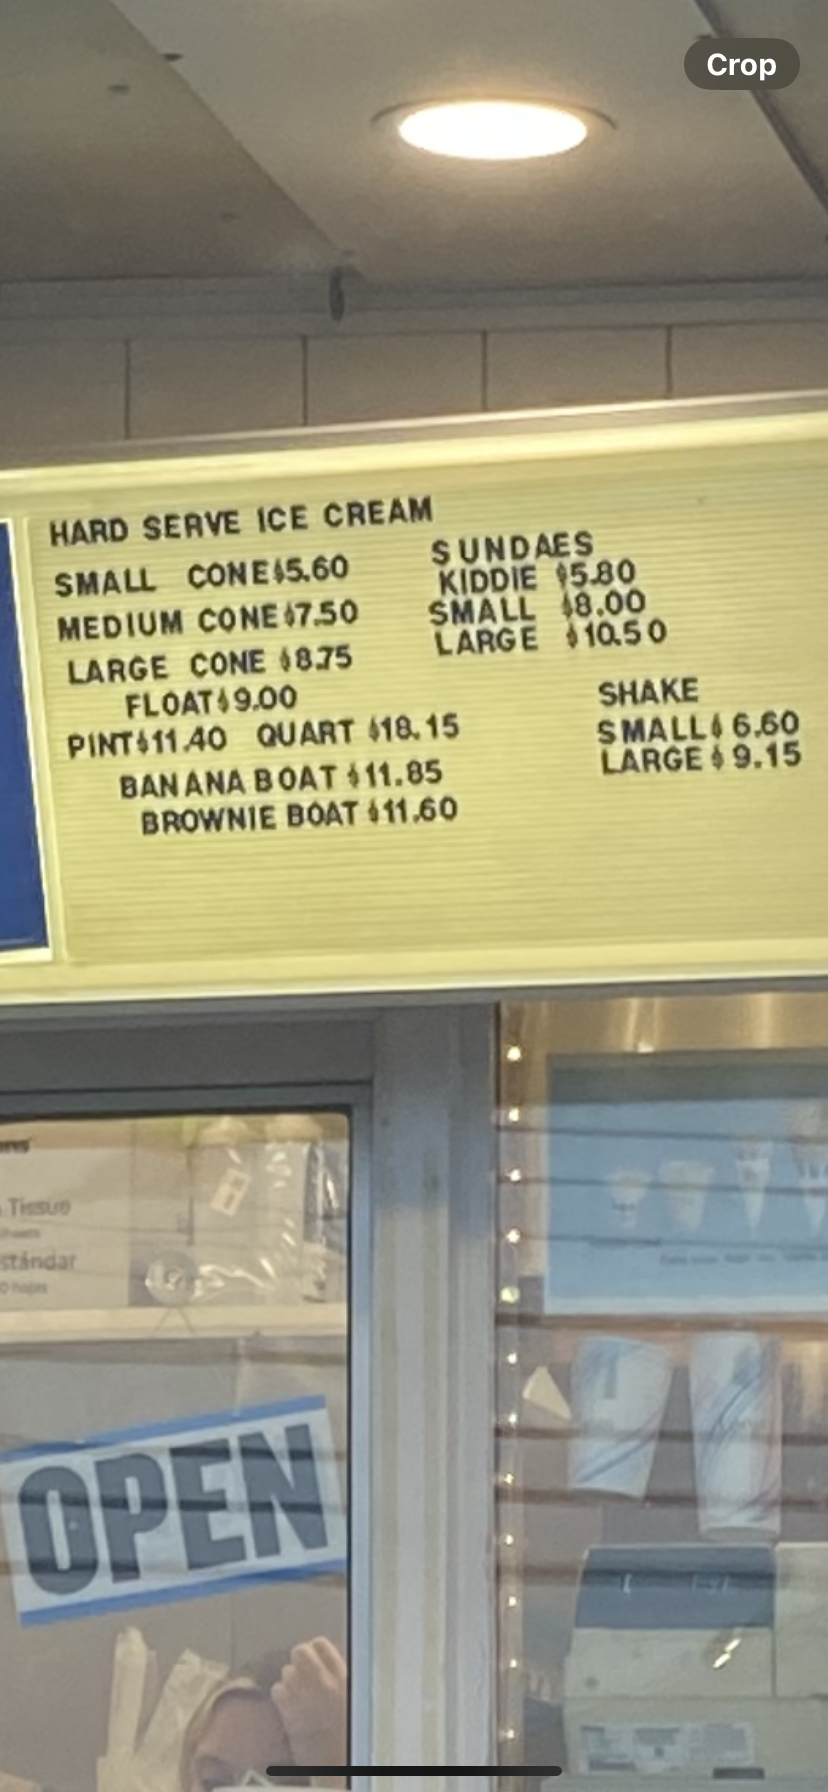 Crop
HARD SERVE ICE CREAM
SMALL CONE $5.60
MEDIUM CONE $7.50
LARGE CONE $8.75
FLOAT $9.00
PINT $11.40 QUART $18.15
BANANA BOAT $11.85
BROWNIE BOAT $11.60
SUNDAES
KIDDIE $5.80
SMALL $8.00
LARGE $10.50
SHAKE
SMALL $6.60
LARGE $9.15
Tissue
stándar
OPEN